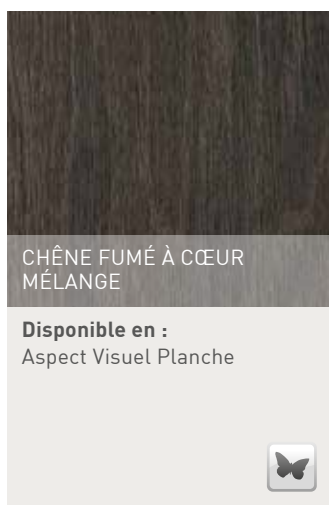 CHÊNE FUMÉ À CŒUR
MÉLANGE
Disponible en :
Aspect Visuel Planche